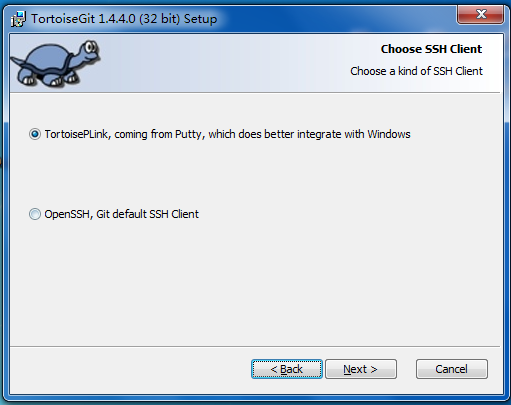 TortoiseGit 1.4.4.0 (32 bit) Setup
Choose SSH Client
Choose a kind of SSH Client
TortoisePLink, coming from Putty, which does better integrate with Windows
OpenSSH, Git default SSH Client
< Back
Next >
Cancel